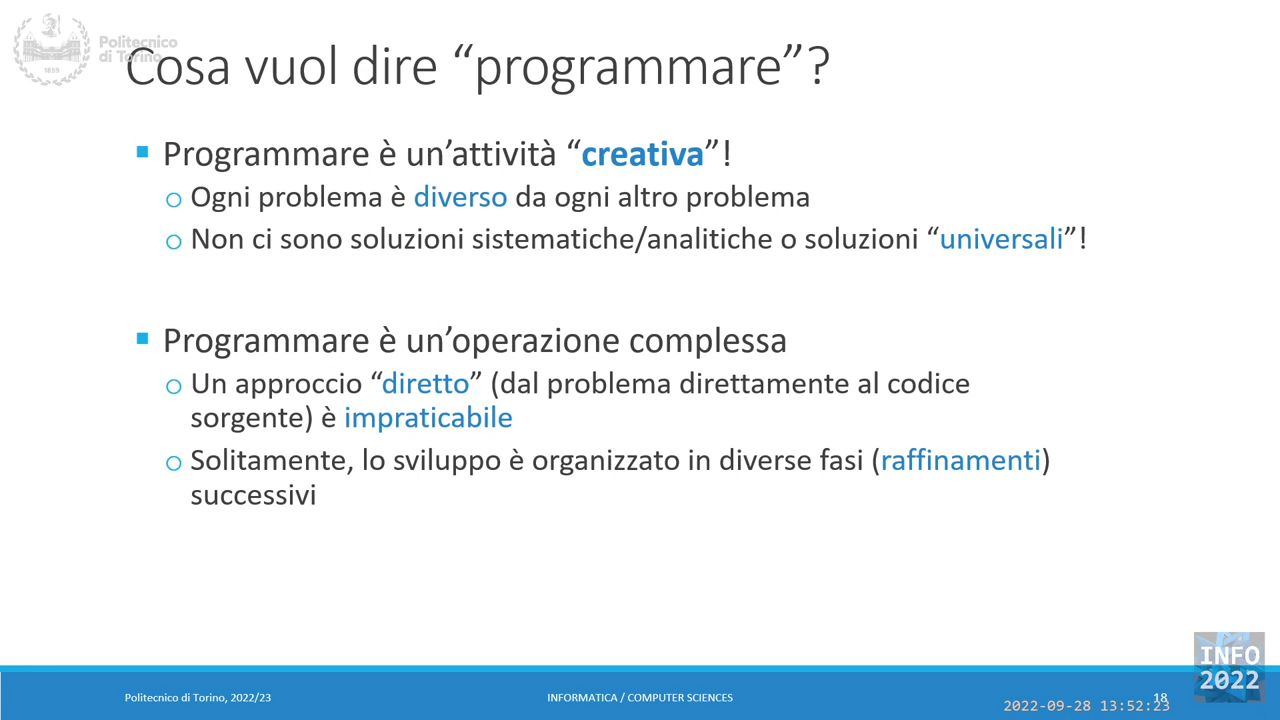 Politecnico
di Torino
1859
Cosa vuol dire “programmare”?
▪ Programmare è un’attività “creativa”!
o Ogni problema è diverso da ogni altro problema
o Non ci sono soluzioni sistematiche/analitiche o soluzioni “universali”!
▪ Programmare è un’operazione complessa
o Un approccio “diretto” (dal problema direttamente al codice
sorgente) è impraticabile
o Solitamente, lo sviluppo è organizzato in diverse fasi (raffinamenti)
successivi
INFO
2022
Politecnico di Torino, 2022/23
INFORMATICA / COMPUTER SCIENCES
18
2022-09-28 13:52:23